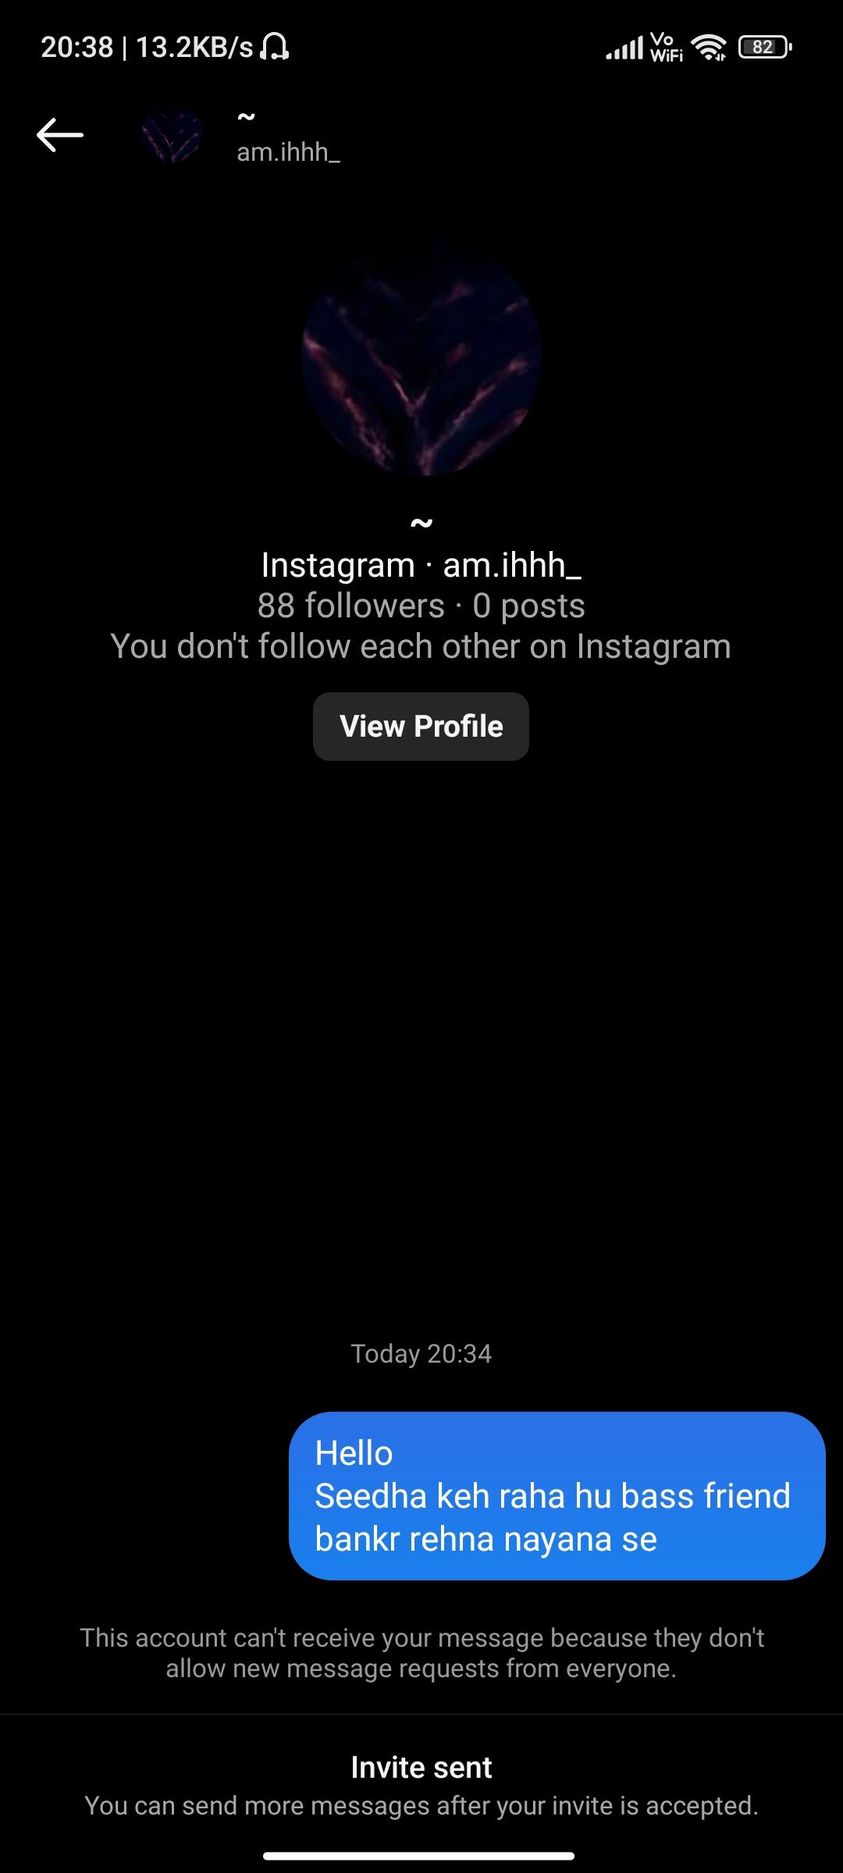 20:38 | 13.2KB/s
Vo
WiFi
82
~
am.ihhh_
~
Instagram · am.ihhh_
88 followers · 0 posts
You don't follow each other on Instagram
View Profile
Today 20:34
Hello
Seedha keh raha hu bass friend
bankr rehna nayana se
This account can't receive your message because they don't
allow new message requests from everyone.
Invite sent
You can send more messages after your invite is accepted.